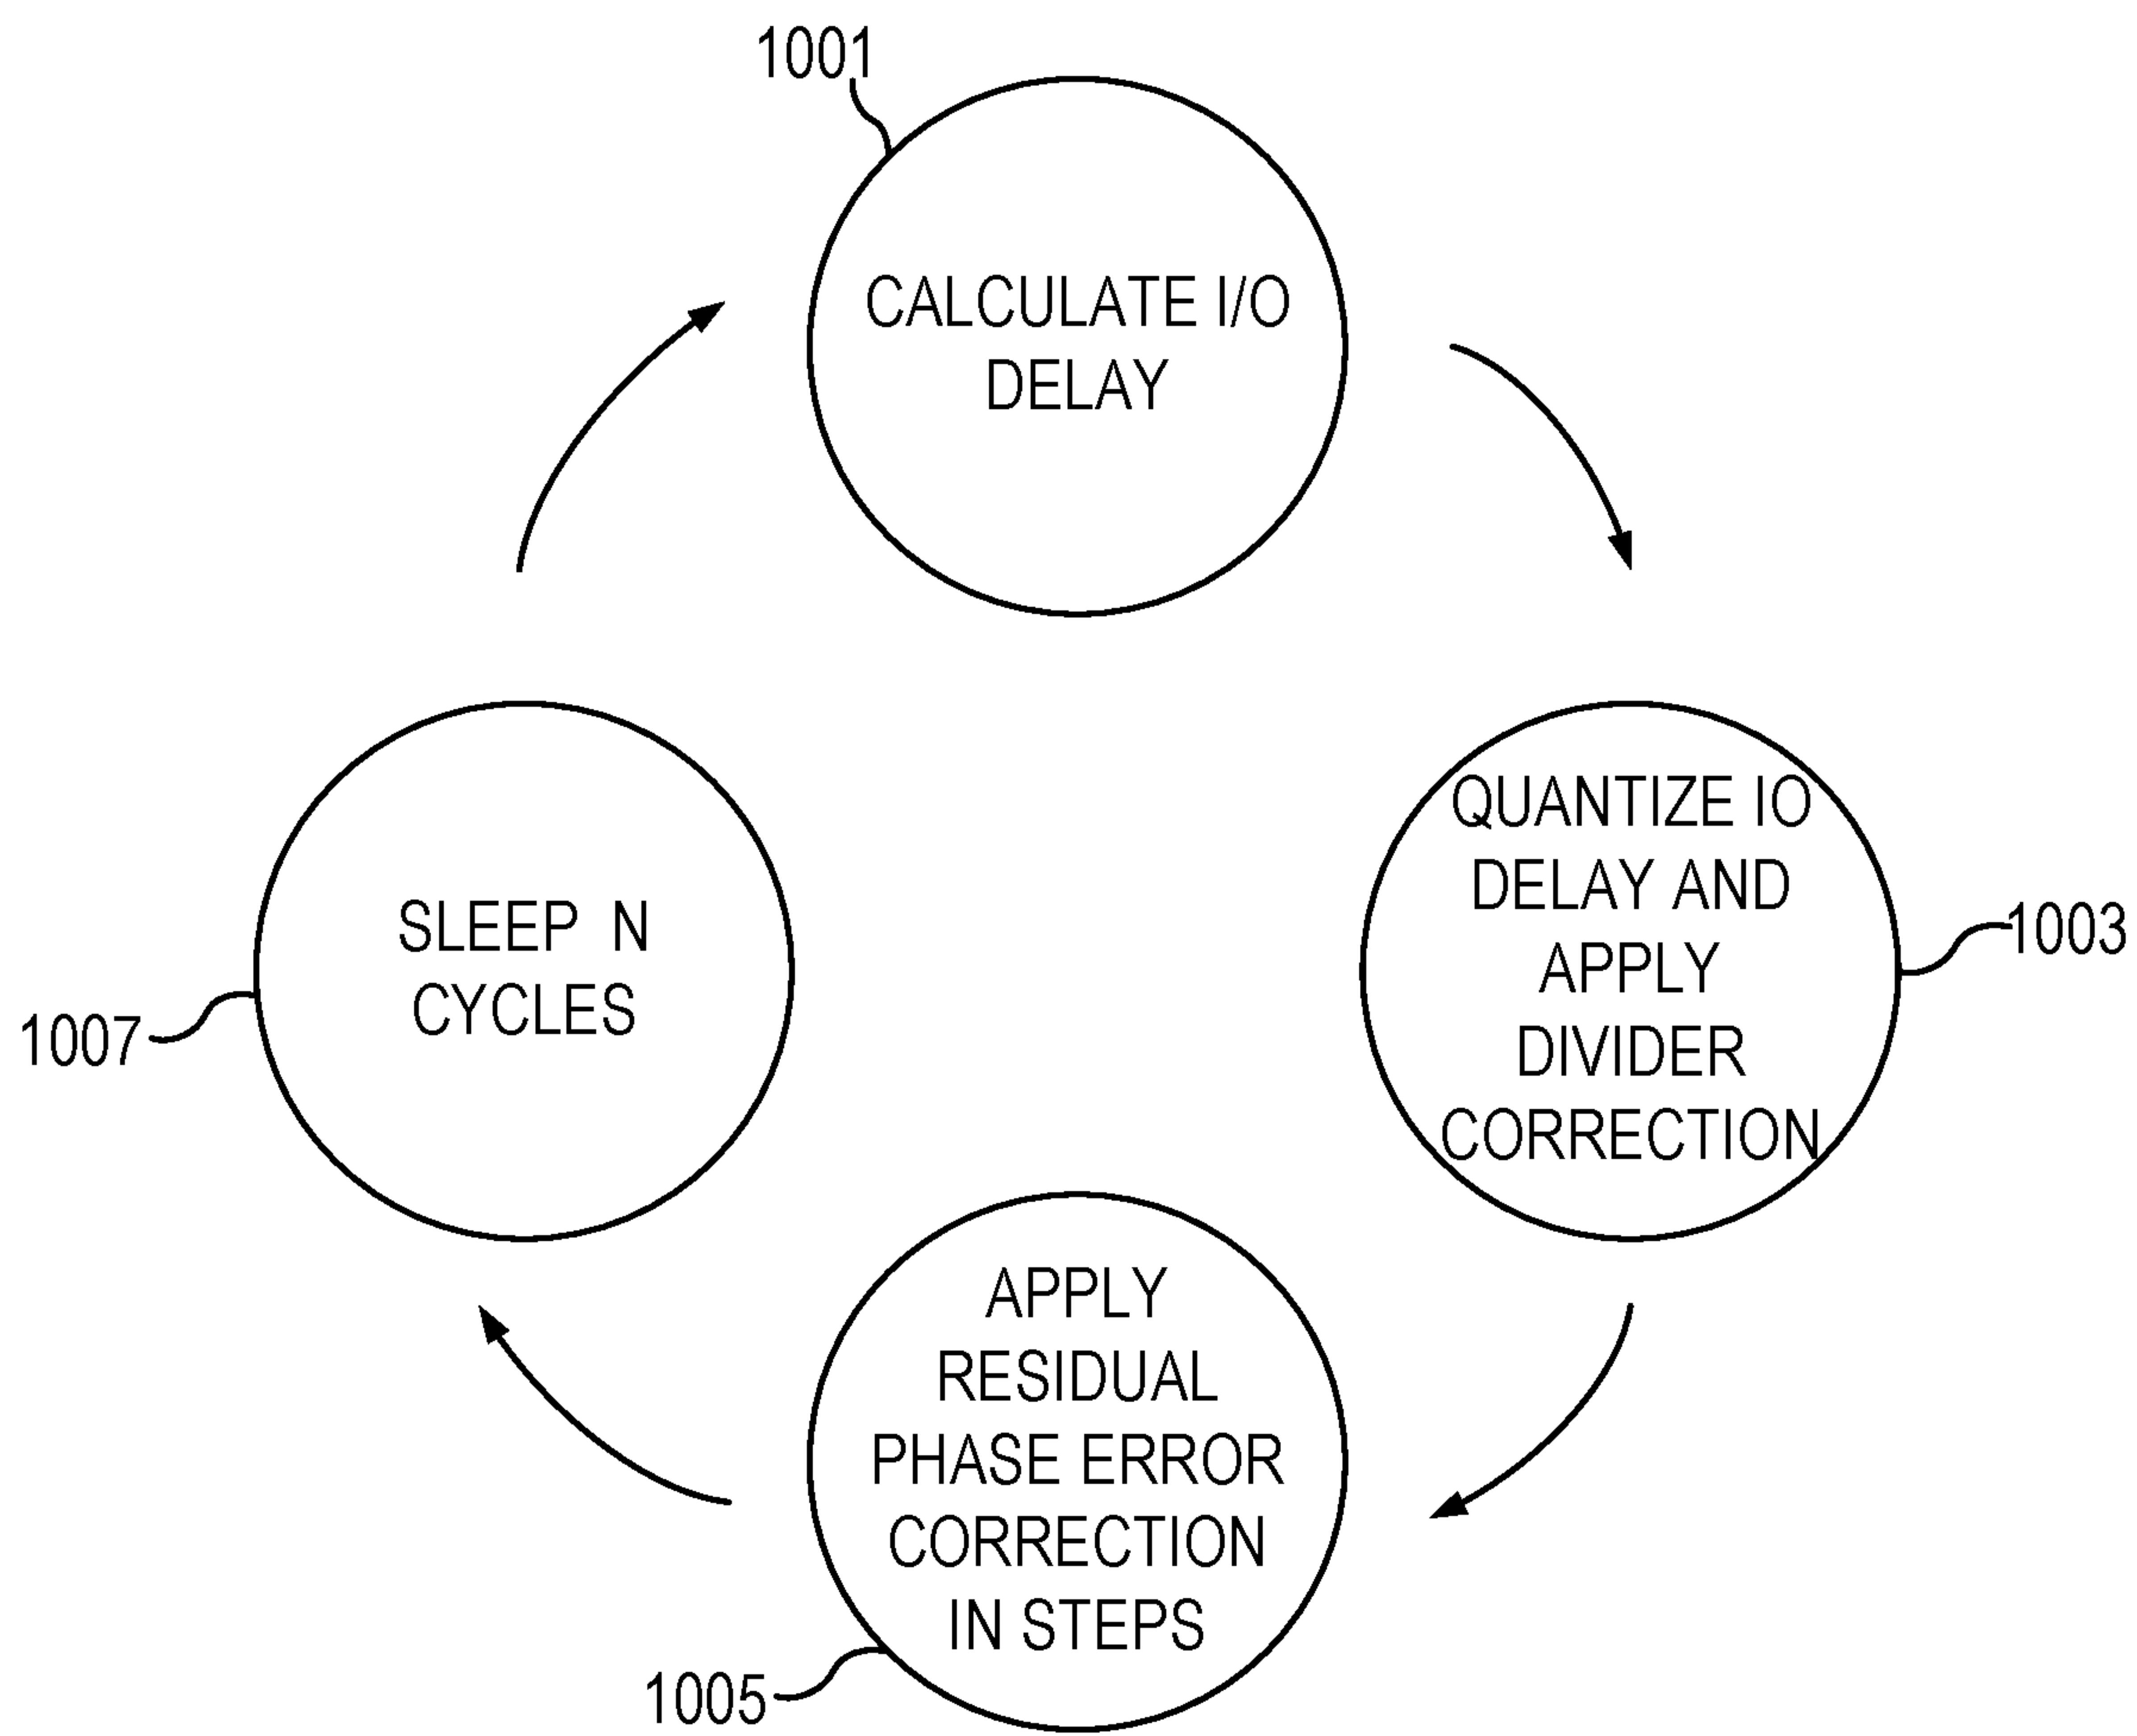 1001
CALCULATE I/O
DELAY
QUANTIZE IO
DELAY AND
APPLY
DIVIDER
CORRECTION
1003
APPLY
RESIDUAL
PHASE ERROR
CORRECTION
IN STEPS
1005
SLEEP N
CYCLES
1007